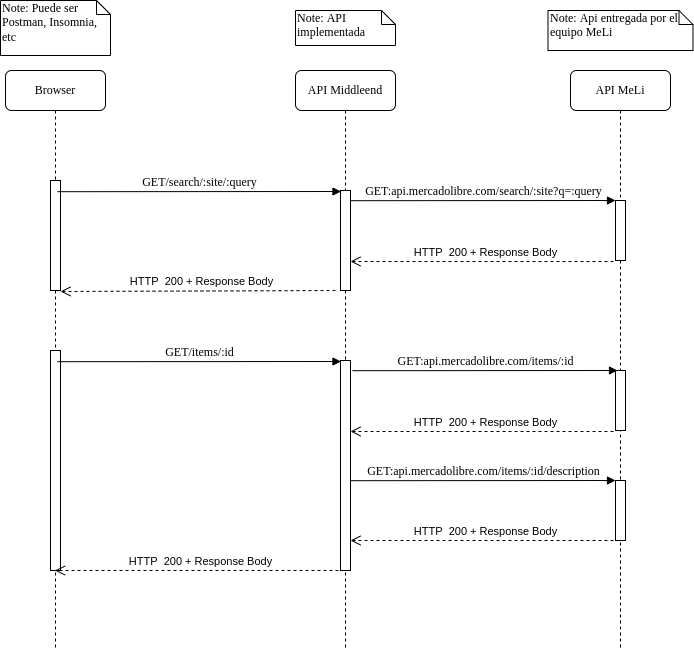 Note: Puede ser
Postman, Insomnia,
etc
Note: API
implementada
Note: Api entregada por el
equipo MeLi
Browser
API Middleend
API MeLi
GET/search/:site/:query
GET:api.mercadolibre.com/search/:site?q=:query
HTTP  200 + Response Body
HTTP  200 + Response Body
GET/items/:id
GET:api.mercadolibre.com/items/:id
HTTP  200 + Response Body
GET:api.mercadolibre.com/items/:id/description
HTTP  200 + Response Body
HTTP  200 + Response Body